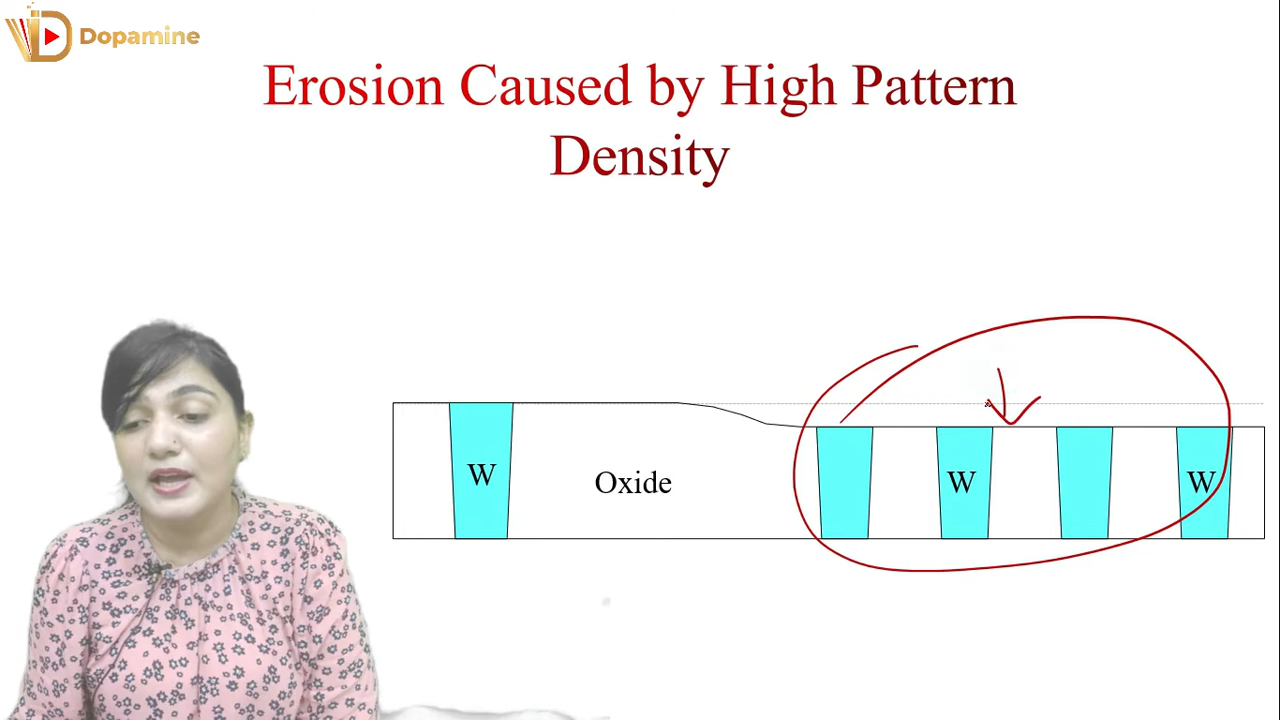 Dopamine
Erosion Caused by High Pattern
Density
W
Oxide
W
W